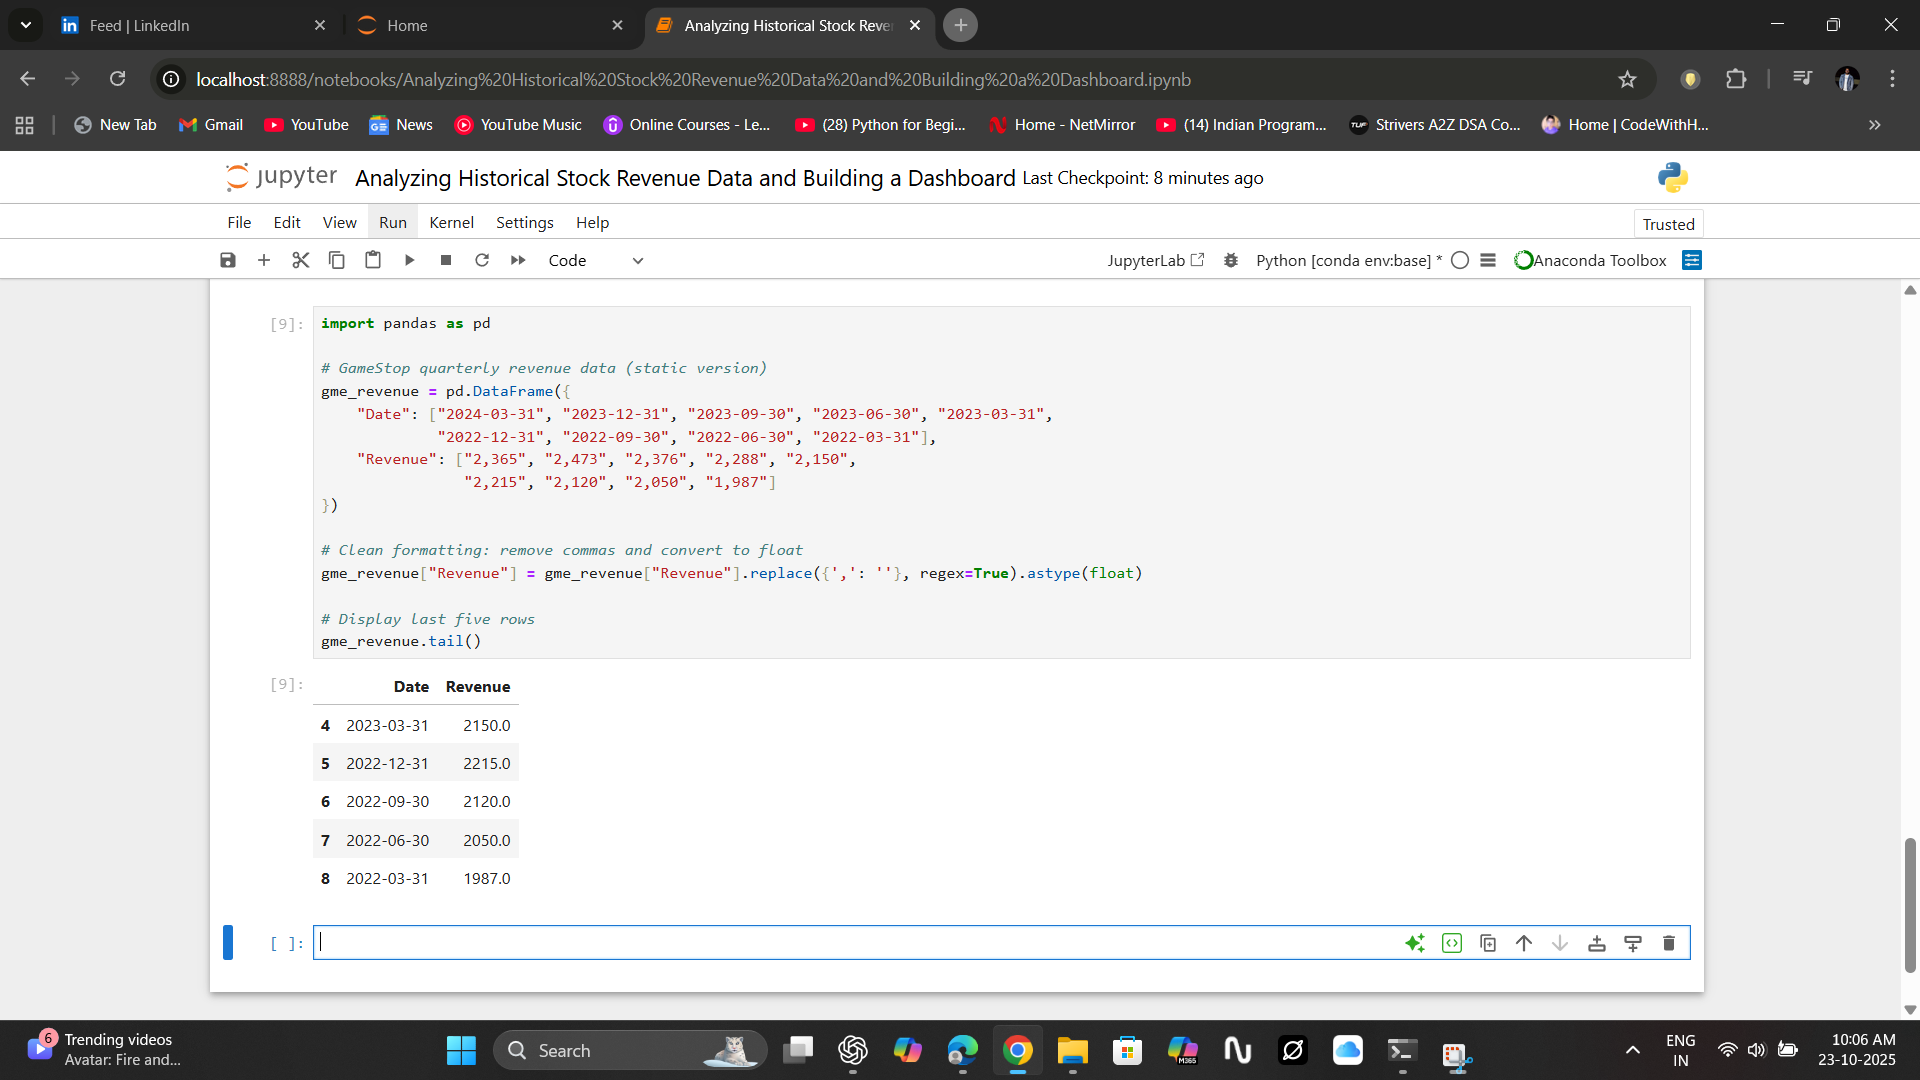 Feed | LinkedIn
Home
Analyzing Historical Stock Reve
localhost:8888/notebooks/Analyzing%20Historical%20Stock%20Revenue%20Data%20and%20Building%20a%20Dashboard.ipynb
New Tab
Gmail
YouTube
News
YouTube Music
Online Courses - Le...
(28) Python for Begi...
Home - NetMirror
(14) Indian Program...
TUF
Strivers A2Z DSA Co...
Home | CodeWithH...
jupyter
Analyzing Historical Stock Revenue Data and Building a Dashboard Last Checkpoint: 8 minutes ago
File Edit View Run Kernel Settings Help
Trusted
Code
JupyterLab
Python [conda env:base] *
Anaconda Toolbox
[9]:
import pandas as pd
# GameStop quarterly revenue data (static version)
gme_revenue = pd.DataFrame({
"Date": ["2024-03-31", "2023-12-31", "2023-09-30", "2023-06-30", "2023-03-31",
"2022-12-31", "2022-09-30", "2022-06-30", "2022-03-31"],
"Revenue": ["2,365", "2,473", "2,376", "2,288", "2,150",
"2,215", "2,120", "2,050", "1,987"]
})
# Clean formatting: remove commas and convert to float
gme_revenue["Revenue"] = gme_revenue["Revenue"].replace({',': ''}, regex=True).astype(float)
# Display last five rows
gme_revenue.tail()
[9]:
Date Revenue
4 2023-03-31 2150.0
5 2022-12-31 2215.0
6 2022-09-30 2120.0
7 2022-06-30 2050.0
8 2022-03-31 1987.0
[ ]:
6
Trending videos
Avatar: Fire and...
Search
M365
ENG
IN
10:06 AM
23-10-2025